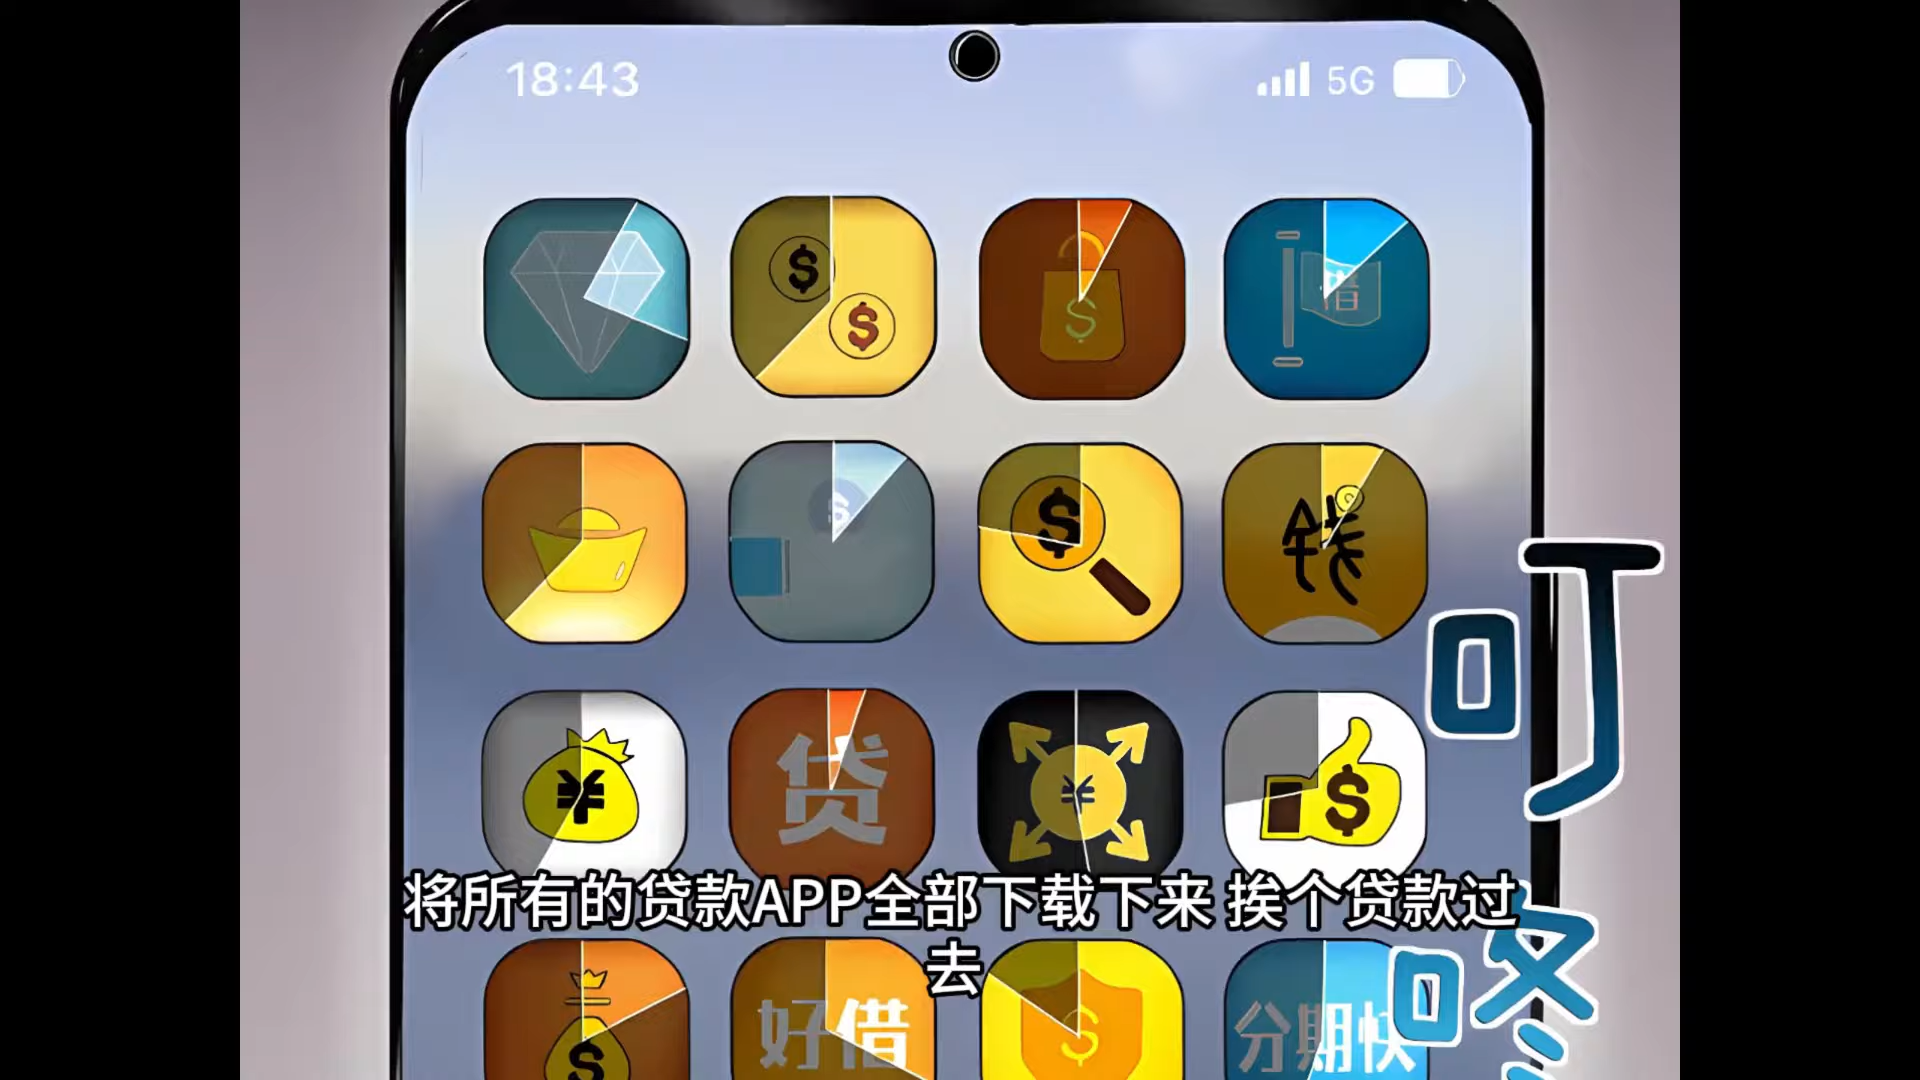 18:43
5G
$
$
$
借
$
$
钱
¥
贷
¥
$
叮
咚
将所有的贷款APP全部下载下来 挨个贷款过
去
$
好借
$
分期快